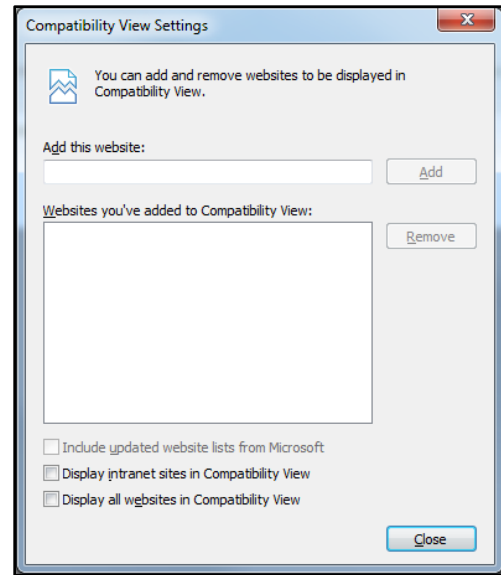 Compatibility View Settings
You can add and remove websites to be displayed in
Compatibility View.
Add this website:
Add
Websites you've added to Compatibility View:
Remove
Include updated website lists from Microsoft
Display intranet sites in Compatibility View
Display all websites in Compatibility View
Close